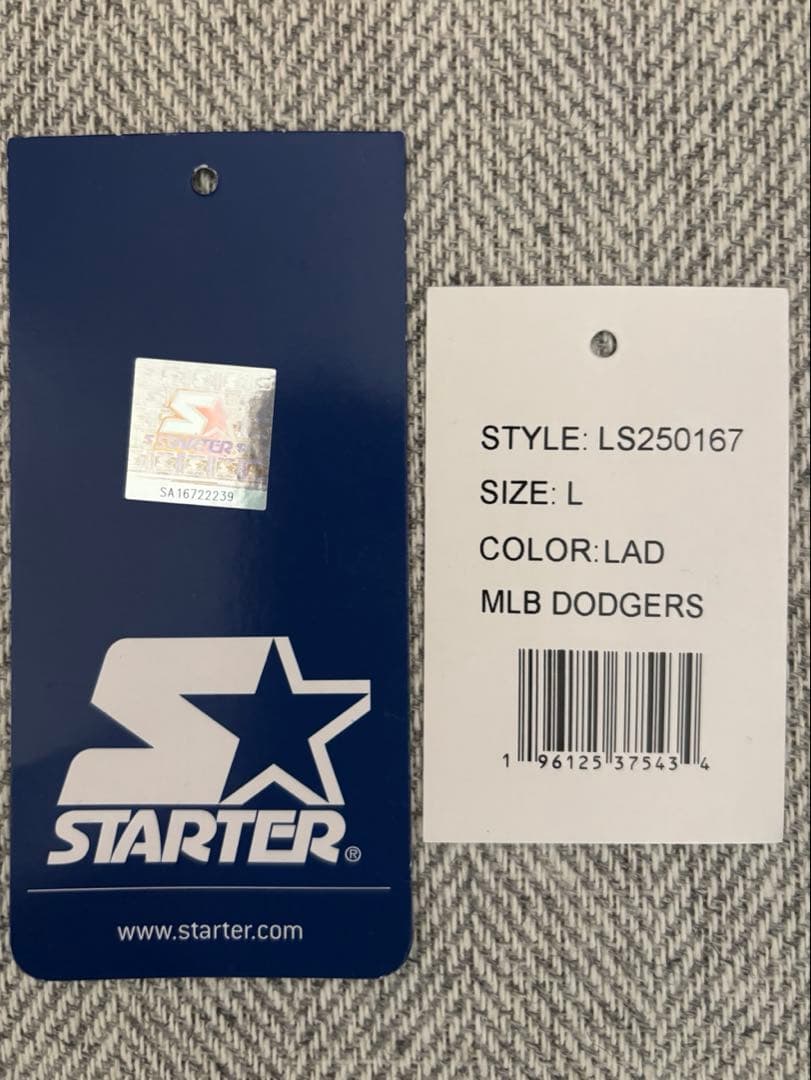 STARTER
SA16722239
STARTER®
www.starter.com
STYLE: LS250167
SIZE: L
COLOR:LAD
MLB DODGERS
1 96125 37543 4